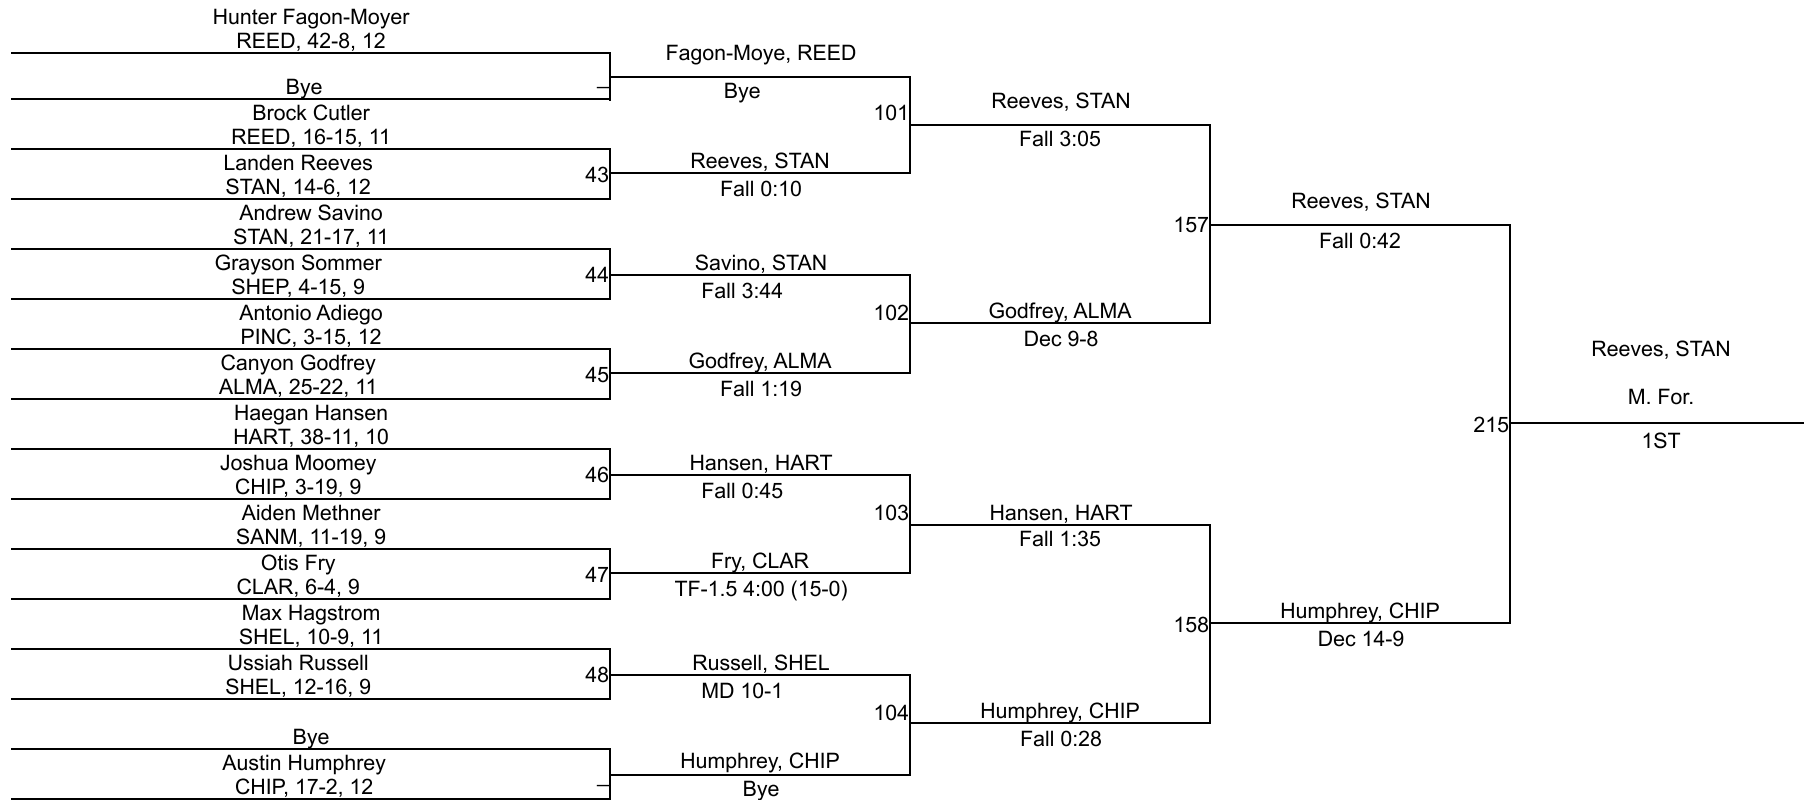 Hunter Fagon-Moyer
REED, 42-8, 12
Bye
Brock Cutler
REED, 16-15, 11
Landen Reeves
STAN, 14-6, 12
Andrew Savino
STAN, 21-17, 11
Grayson Sommer
SHEP, 4-15, 9
Antonio Adiego
PINC, 3-15, 12
Canyon Godfrey
ALMA, 25-22, 11
Haegan Hansen
HART, 38-11, 10
Joshua Moomey
CHIP, 3-19, 9
Aiden Methner
SANM, 11-19, 9
Otis Fry
CLAR, 6-4, 9
Max Hagstrom
SHEL, 10-9, 11
Ussiah Russell
SHEL, 12-16, 9
Bye
Austin Humphrey
CHIP, 17-2, 12
43
44
45
46
47
48
Fagon-Moye, REED
Bye
Reeves, STAN
Fall 0:10
Savino, STAN
Fall 3:44
Godfrey, ALMA
Fall 1:19
Hansen, HART
Fall 0:45
Fry, CLAR
TF-1.5 4:00 (15-0)
Russell, SHEL
MD 10-1
Humphrey, CHIP
Bye
101
102
103
104
Reeves, STAN
Fall 3:05
Godfrey, ALMA
Dec 9-8
Hansen, HART
Fall 1:35
Humphrey, CHIP
Fall 0:28
157
158
Reeves, STAN
Fall 0:42
Humphrey, CHIP
Dec 14-9
215
Reeves, STAN
M. For.
1ST